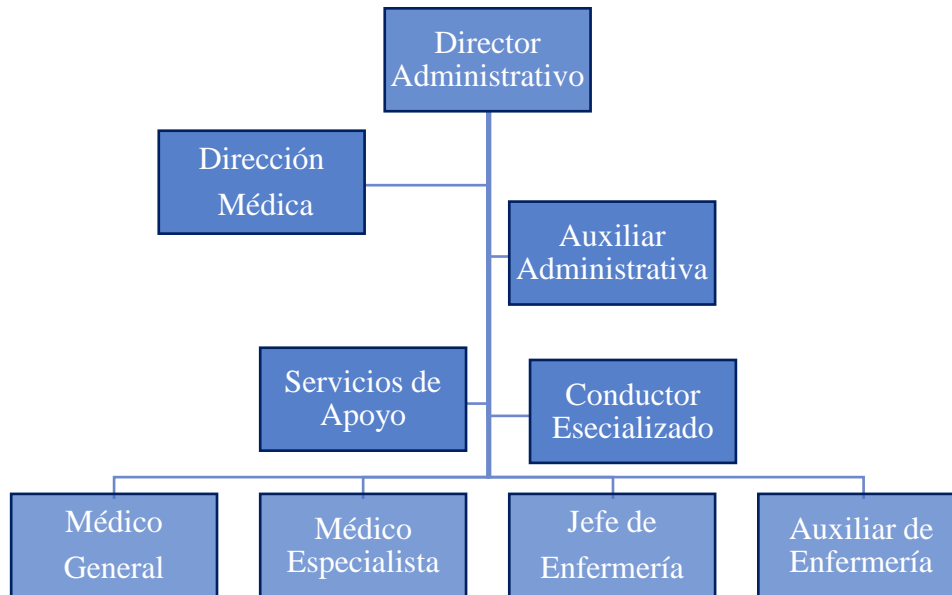 Director
Administrativo
Dirección
Médica
Auxiliar
Administrativa
Servicios de
Apoyo
Conductor
Esecializado
Médico
General
Médico
Especialista
Jefe de
Enfermería
Auxiliar de
Enfermería